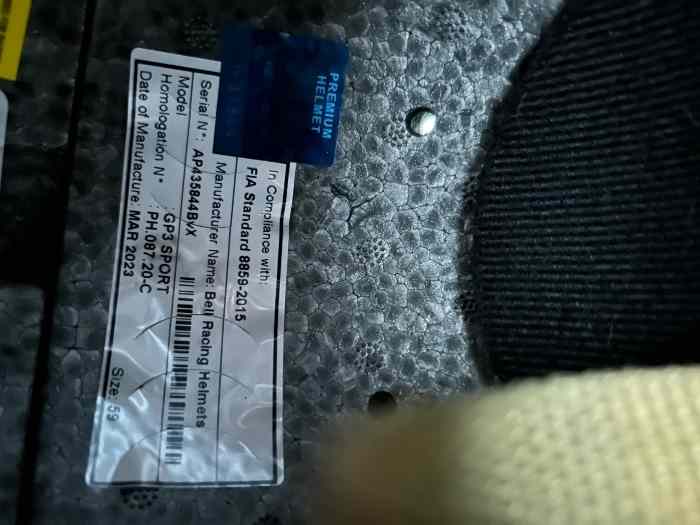 PREMIUM
HELMET
In Compliance with:
FIA Standard 8859-2015
Manufacturer Name: Bell Racing Helmets
Serial N°: AP435844BVX
Model : GP3 SPORT
Homologation N° : PH.087.20-C
Date of Manufacture: MAR 2023
Size: 59